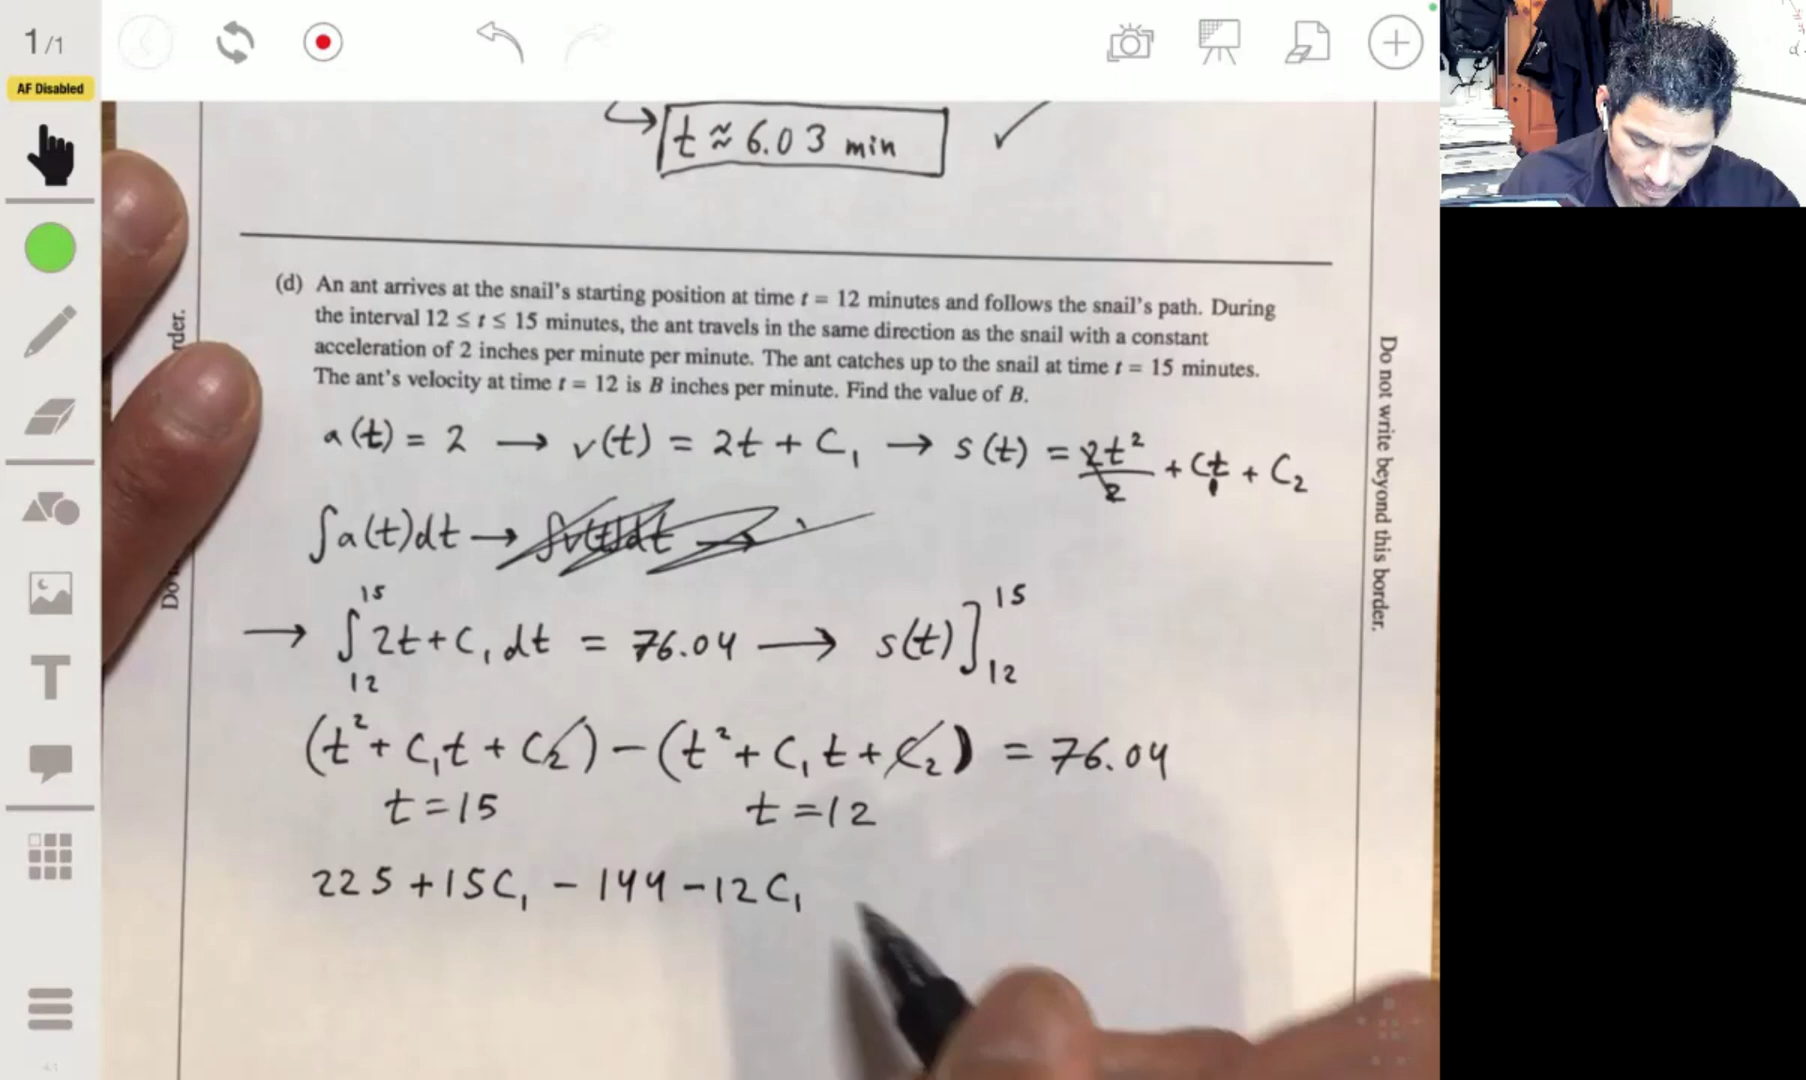 1/1
AF Disabled
t ≈ 6.03 min ✓
(d) An ant arrives at the snail's starting position at time t = 12 minutes and follows the snail's path. During
the interval 12 ≤ t ≤ 15 minutes, the ant travels in the same direction as the snail with a constant
acceleration of 2 inches per minute per minute. The ant catches up to the snail at time t = 15 minutes.
The ant's velocity at time t = 12 is B inches per minute. Find the value of B.
a(t) = 2 → v(t) = 2t + C₁ → s(t) = 2t²/2 + C₁t + C₂
∫a(t)dt → ∫v(t)dt →
→ ∫₁₂¹⁵ 2t + C₁ dt = 76.04 → s(t)]₁₂¹⁵
(t² + C₁t + C₂) − (t² + C₁t + C₂) = 76.04
t = 15 t = 12
225 + 15C₁ − 144 − 12C₁
Do not write beyond this border.
rder.
Do
T